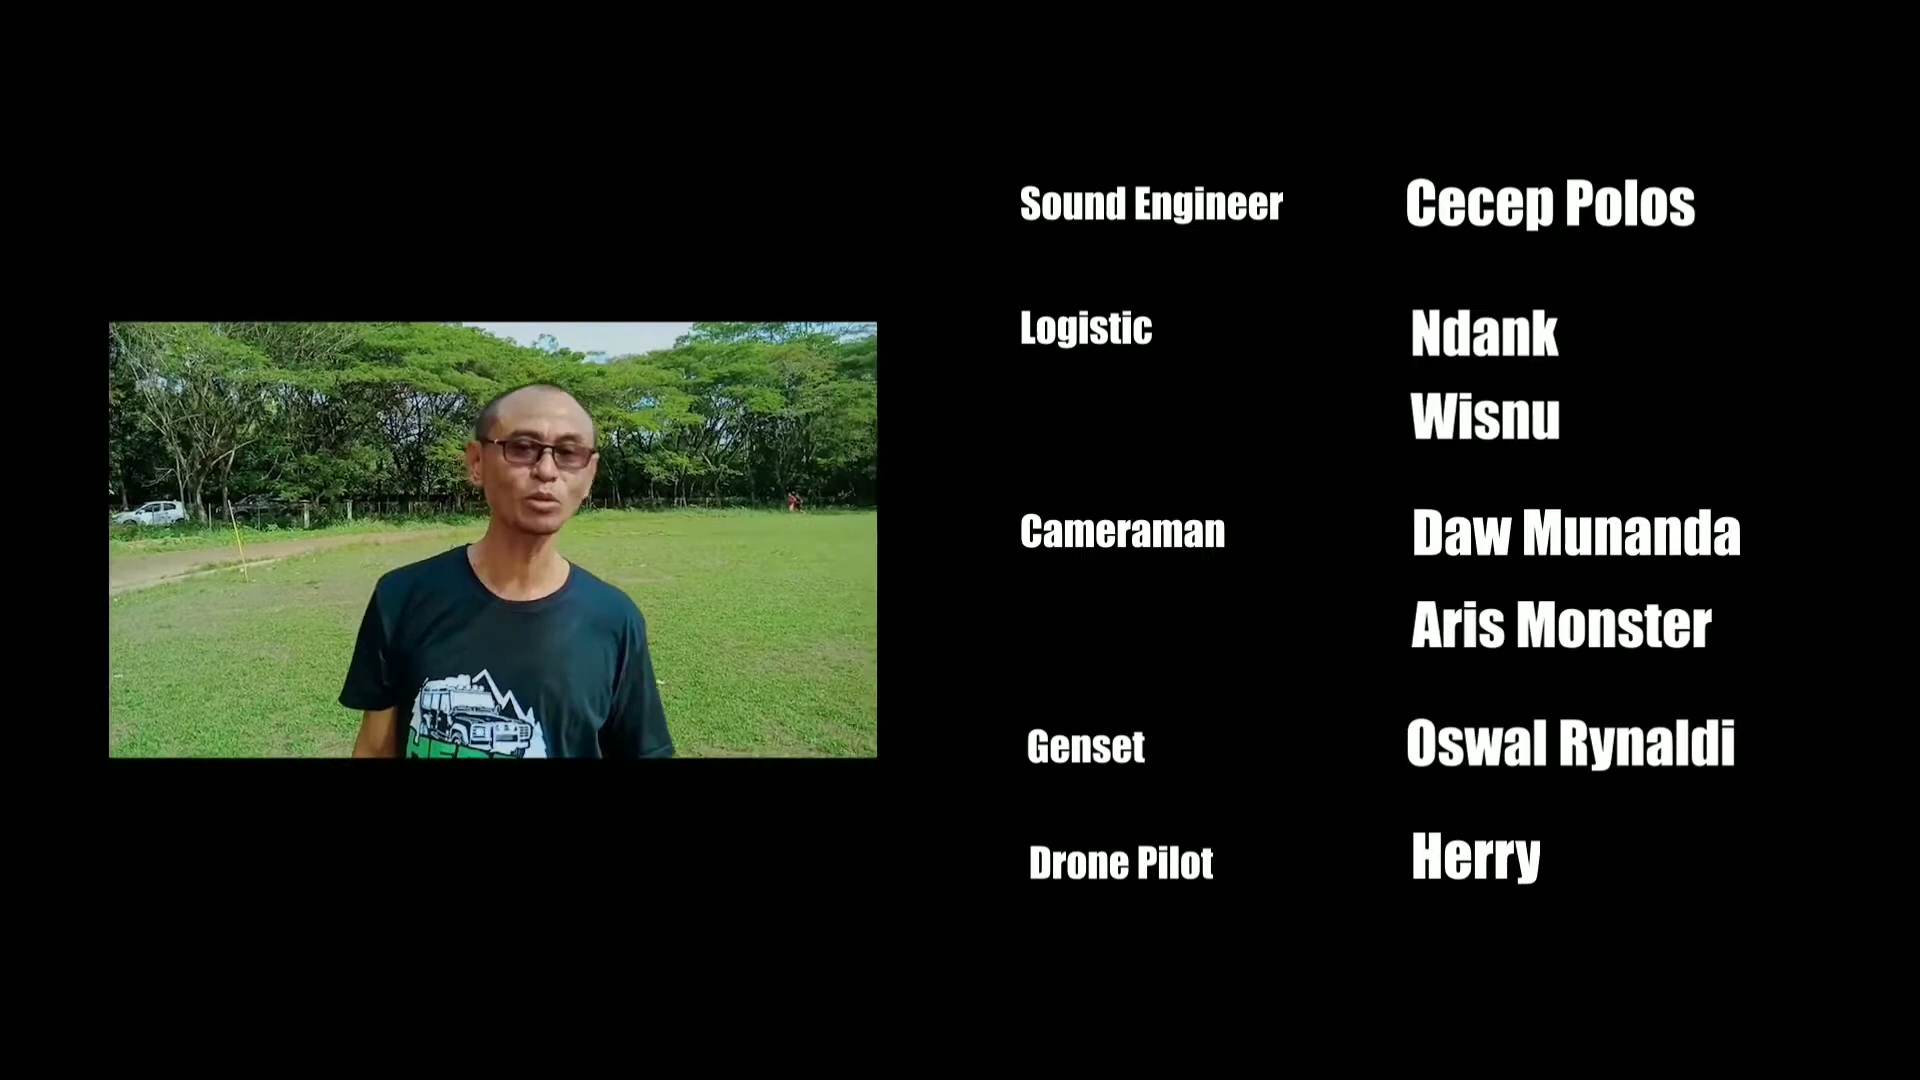 Sound Engineer Cecep Polos
Logistic Ndank
Wisnu
Cameraman Daw Munanda
Aris Monster
Genset Oswal Rynaldi
Drone Pilot Herry